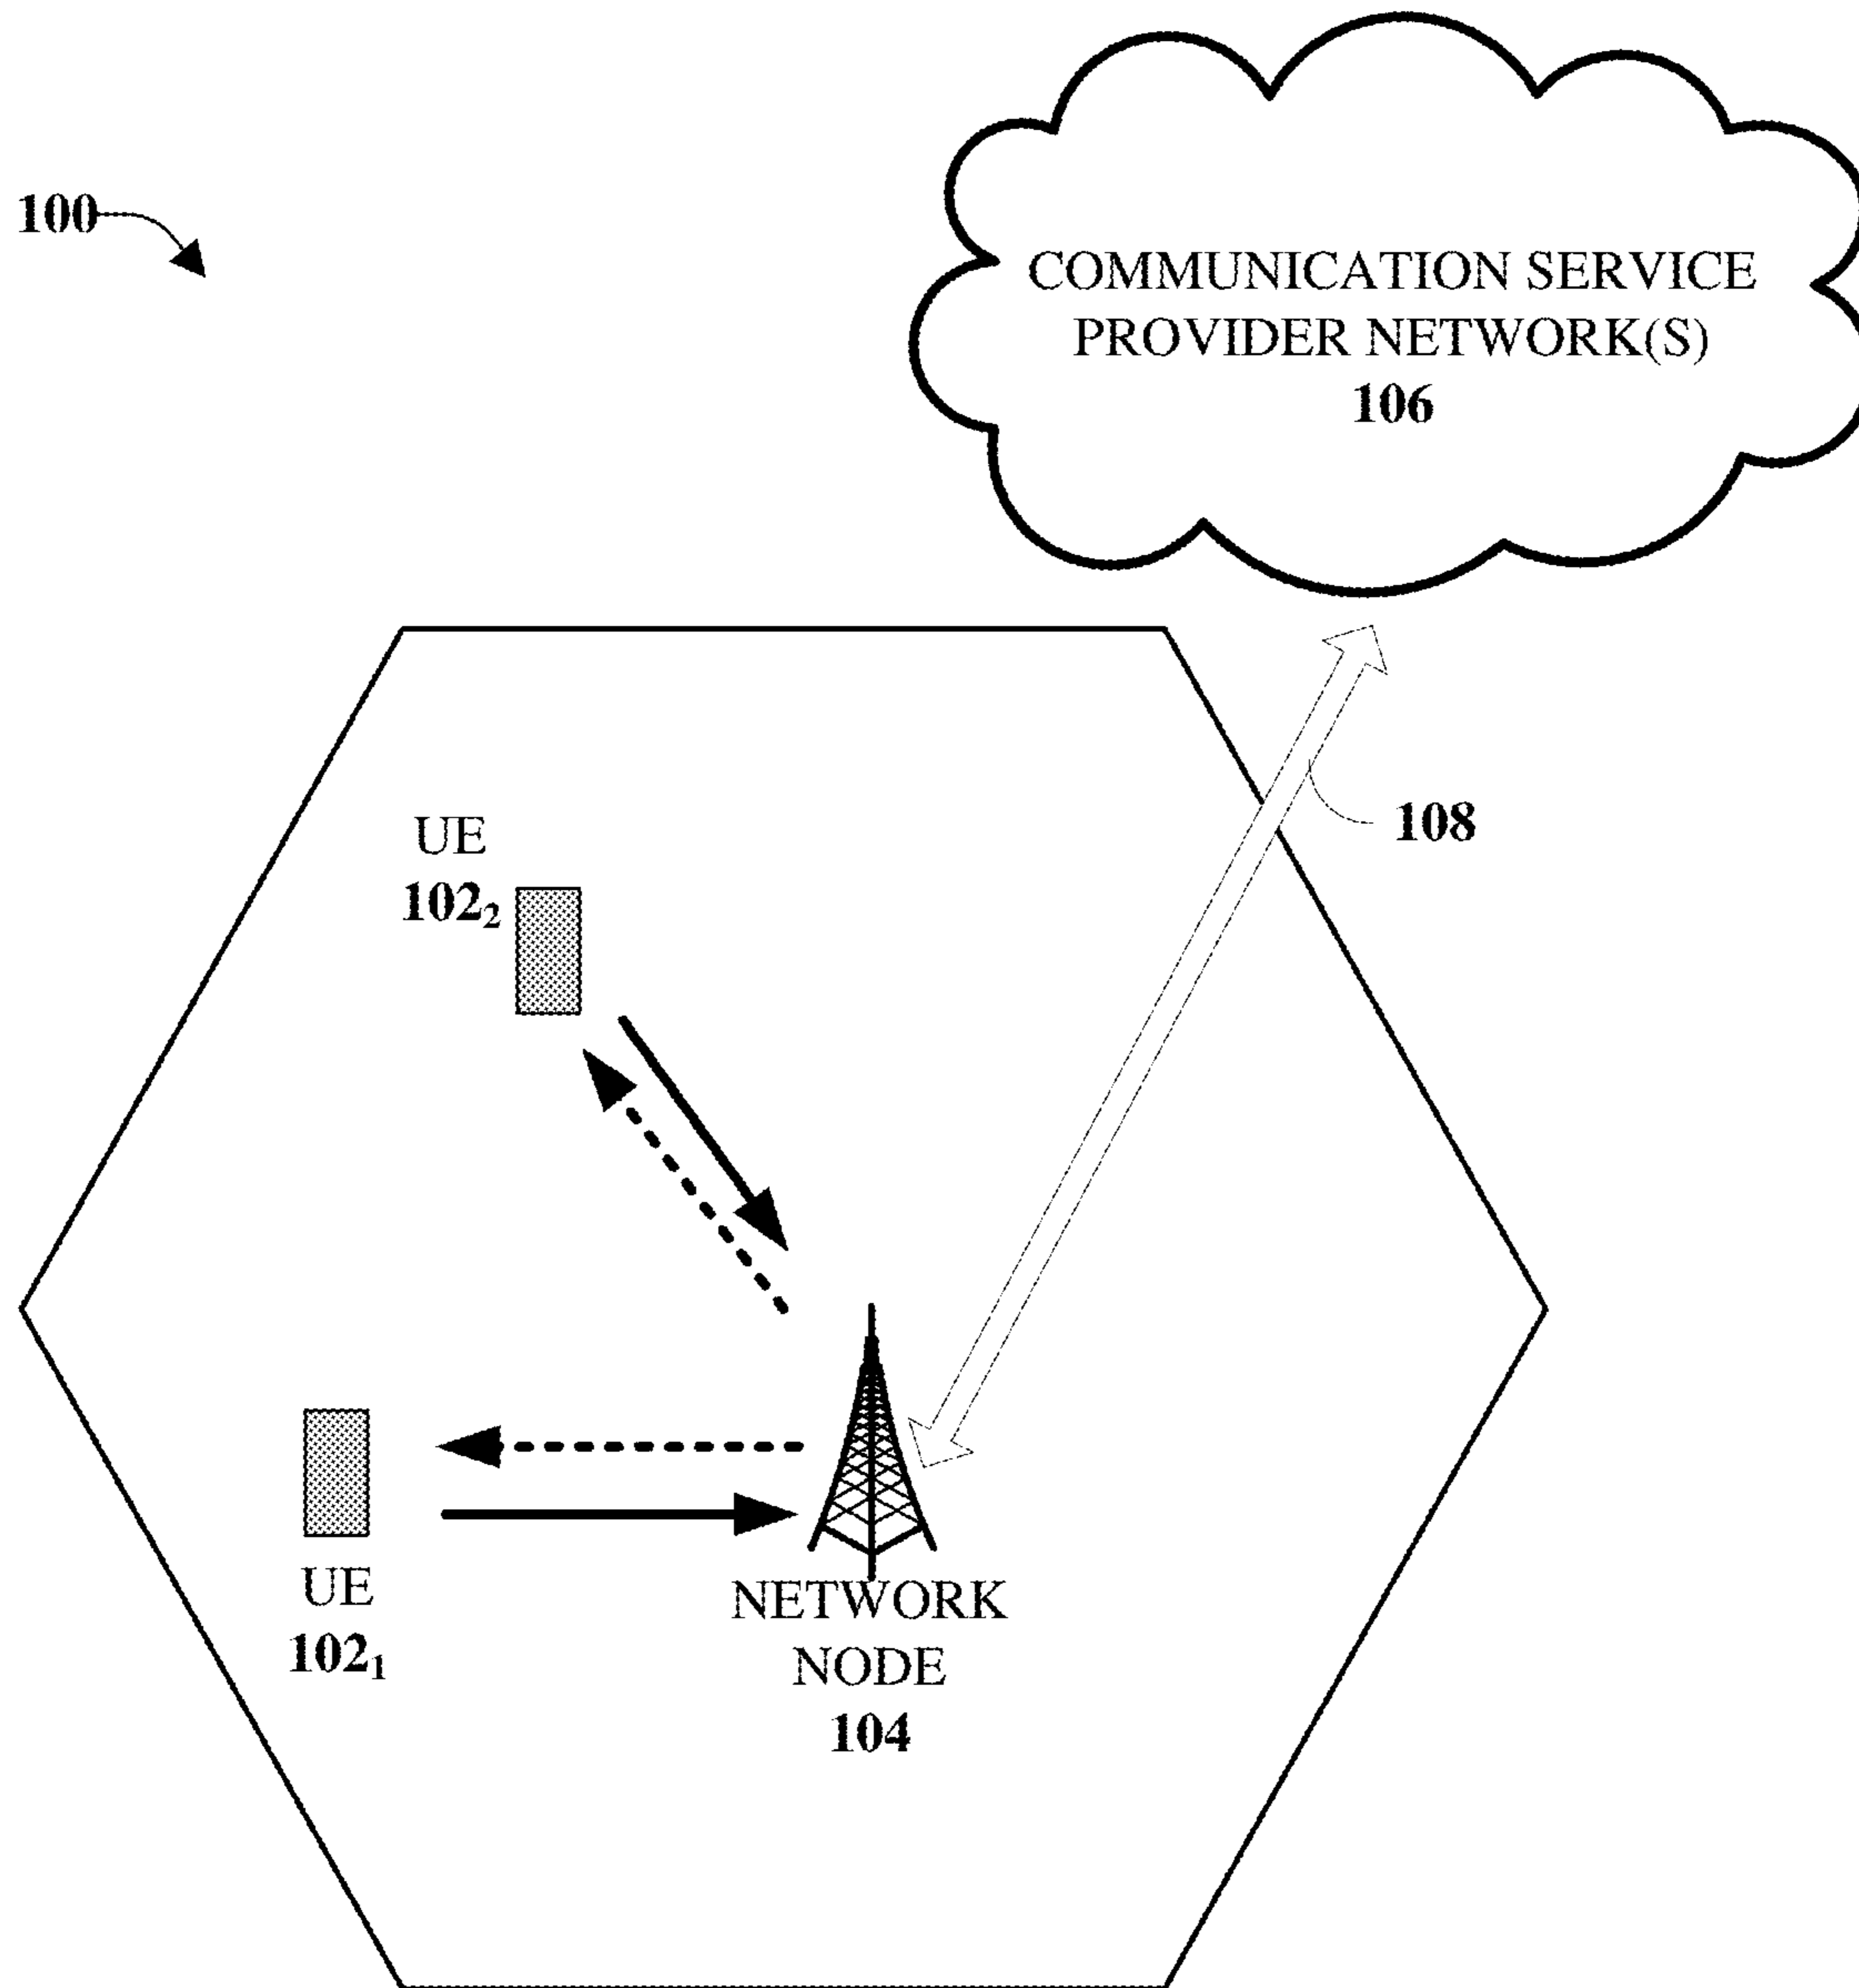 100
COMMUNICATION SERVICE
PROVIDER NETWORK(S)
106
108
UE
102₂
UE
102₁
NETWORK
NODE
104